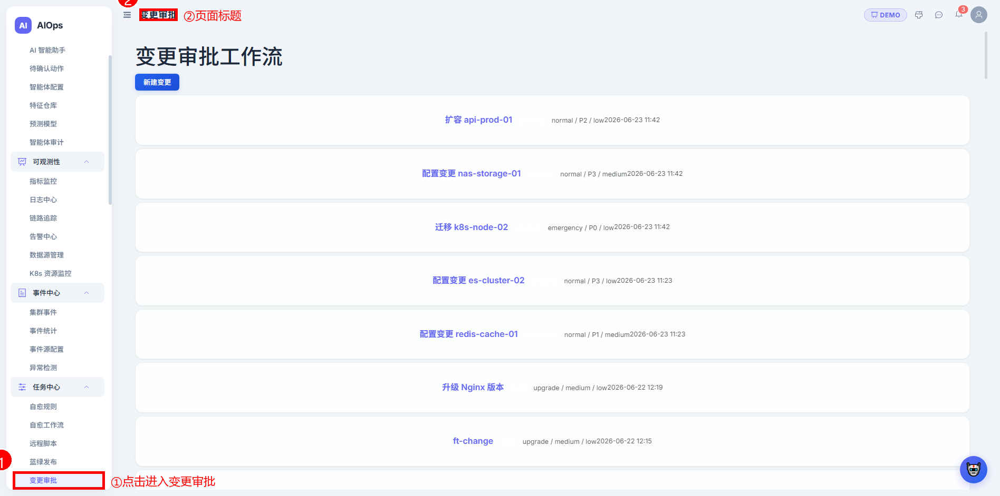 AI AIOps
AI 智能助手
待确认动作
智能体配置
特征仓库
预测模型
智能体审计
可观测性
指标监控
日志中心
链路追踪
告警中心
数据源管理
K8s 资源监控
事件中心
集群事件
事件统计
事件源配置
异常检测
任务中心
自愈规则
自愈工作流
远程脚本
蓝绿发布
1
变更审批
①点击进入变更审批
2
变更审批
②页面标题
DEMO
3
变更审批工作流
新建变更
扩容 api-prod-01 normal / P2 / low2026-06-23 11:42
配置变更 nas-storage-01 normal / P3 / medium2026-06-23 11:42
迁移 k8s-node-02 emergency / P0 / low2026-06-23 11:42
配置变更 es-cluster-02 normal / P3 / low2026-06-23 11:23
配置变更 redis-cache-01 normal / P1 / medium2026-06-23 11:23
升级 Nginx 版本 upgrade / medium / low2026-06-22 12:19
ft-change upgrade / medium / low2026-06-22 12:15